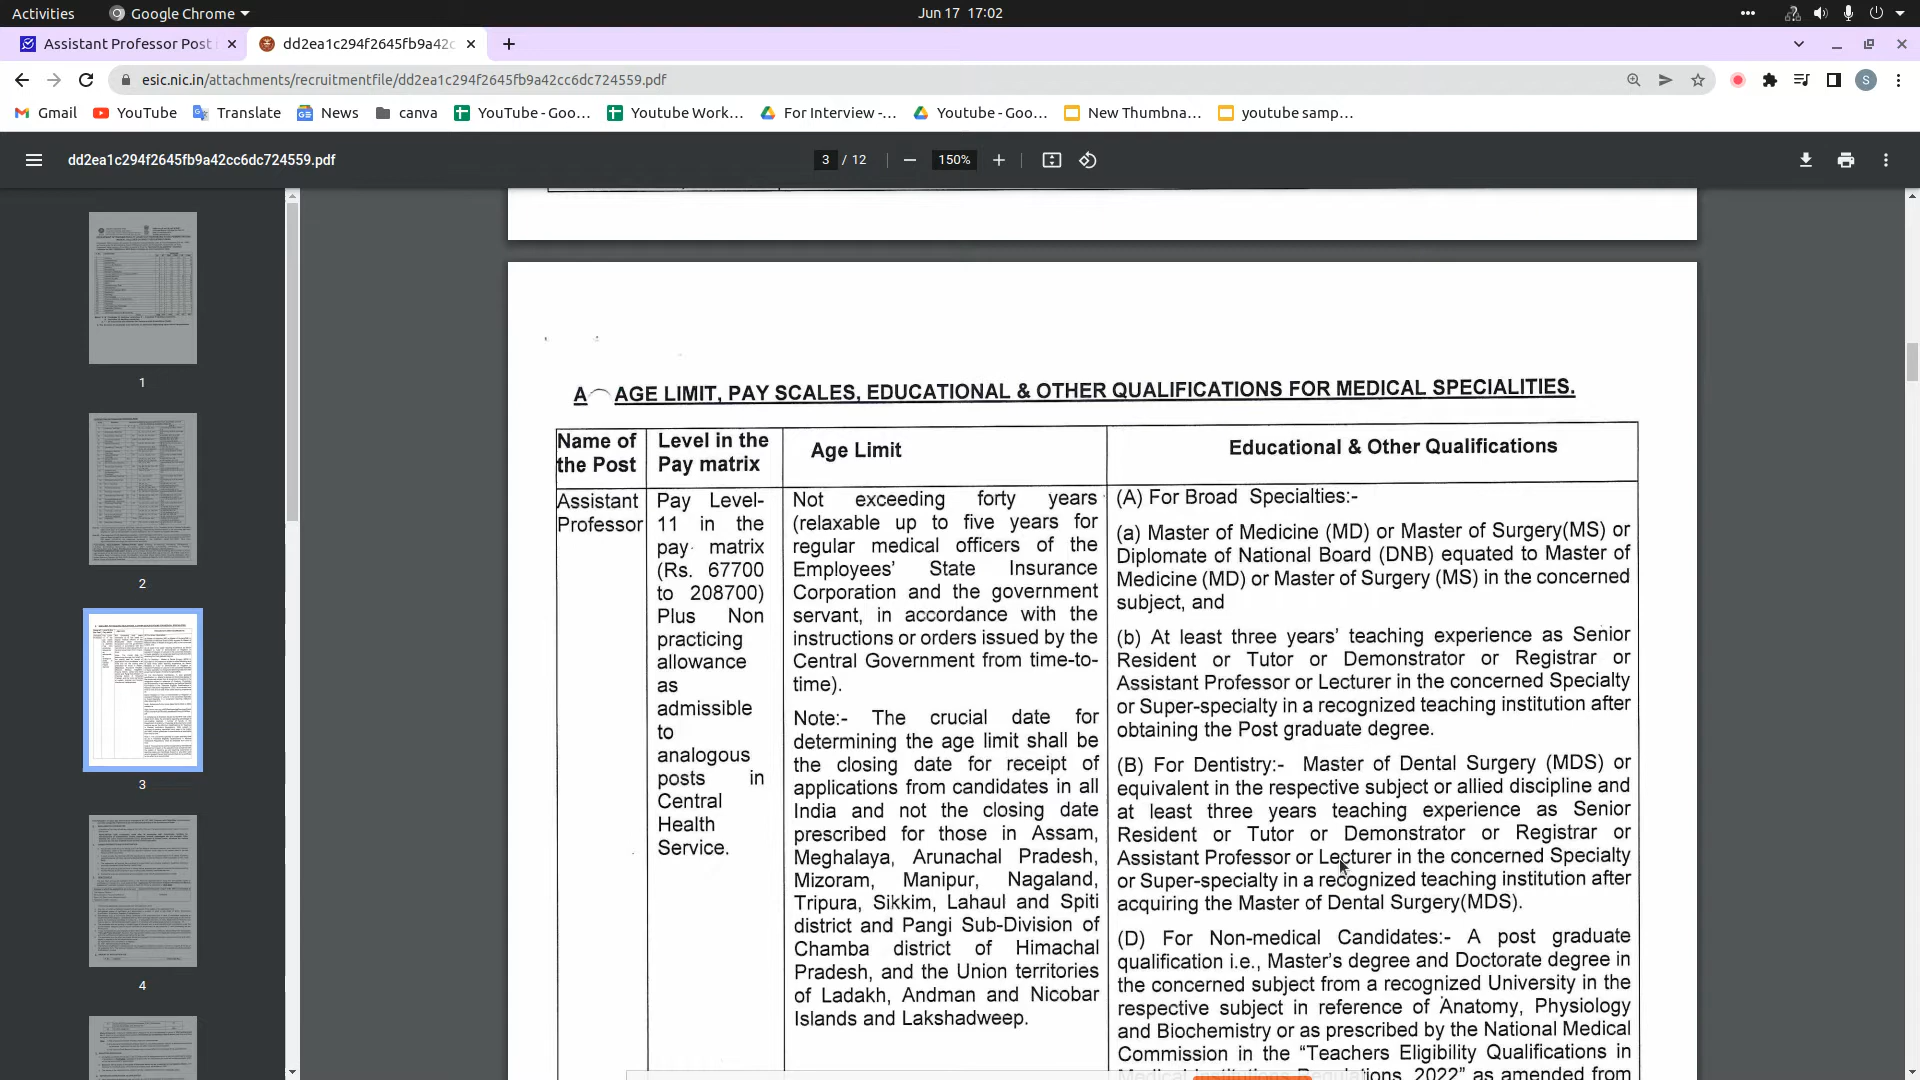 Activities
Google Chrome
Jun 17 17:02
Assistant Professor Post
dd2ea1c294f2645fb9a42c
esic.nic.in/attachments/recruitmentfile/dd2ea1c294f2645fb9a42cc6dc724559.pdf
S
Gmail
YouTube
Translate
News
canva
YouTube - Goo...
Youtube Work...
For Interview -...
Youtube - Goo...
New Thumbna...
youtube samp...
dd2ea1c294f2645fb9a42cc6dc724559.pdf
3 / 12
150%
1
2
3
4
A AGE LIMIT, PAY SCALES, EDUCATIONAL & OTHER QUALIFICATIONS FOR MEDICAL SPECIALITIES.
Name of
the Post
Level in the
Pay matrix
Age Limit
Educational & Other Qualifications
Assistant
Professor
Pay Level-
11 in the
pay matrix
(Rs. 67700
to 208700)
Plus Non
practicing
allowance
as
admissible
to
analogous
posts in
Central
Health
Service.
Not exceeding forty years
(relaxable up to five years for
regular medical officers of the
Employees' State Insurance
Corporation and the government
servant, in accordance with the
instructions or orders issued by the
Central Government from time-to-
time).
Note:- The crucial date for
determining the age limit shall be
the closing date for receipt of
applications from candidates in all
India and not the closing date
prescribed for those in Assam,
Meghalaya, Arunachal Pradesh,
Mizoram, Manipur, Nagaland,
Tripura, Sikkim, Lahaul and Spiti
district and Pangi Sub-Division of
Chamba district of Himachal
Pradesh, and the Union territories
of Ladakh, Andman and Nicobar
Islands and Lakshadweep.
(A) For Broad Specialties:-
(a) Master of Medicine (MD) or Master of Surgery(MS) or
Diplomate of National Board (DNB) equated to Master of
Medicine (MD) or Master of Surgery (MS) in the concerned
subject, and
(b) At least three years' teaching experience as Senior
Resident or Tutor or Demonstrator or Registrar or
Assistant Professor or Lecturer in the concerned Specialty
or Super-specialty in a recognized teaching institution after
obtaining the Post graduate degree.
(B) For Dentistry:- Master of Dental Surgery (MDS) or
equivalent in the respective subject or allied discipline and
at least three years teaching experience as Senior
Resident or Tutor or Demonstrator or Registrar or
Assistant Professor or Lecturer in the concerned Specialty
or Super-specialty in a recognized teaching institution after
acquiring the Master of Dental Surgery(MDS).
(D) For Non-medical Candidates:- A post graduate
qualification i.e., Master's degree and Doctorate degree in
the concerned subject from a recognized University in the
respective subject in reference of Anatomy, Physiology
and Biochemistry or as prescribed by the National Medical
Commission in the "Teachers Eligibility Qualifications in
Medical Institutions Regulations, 2022" as amended from